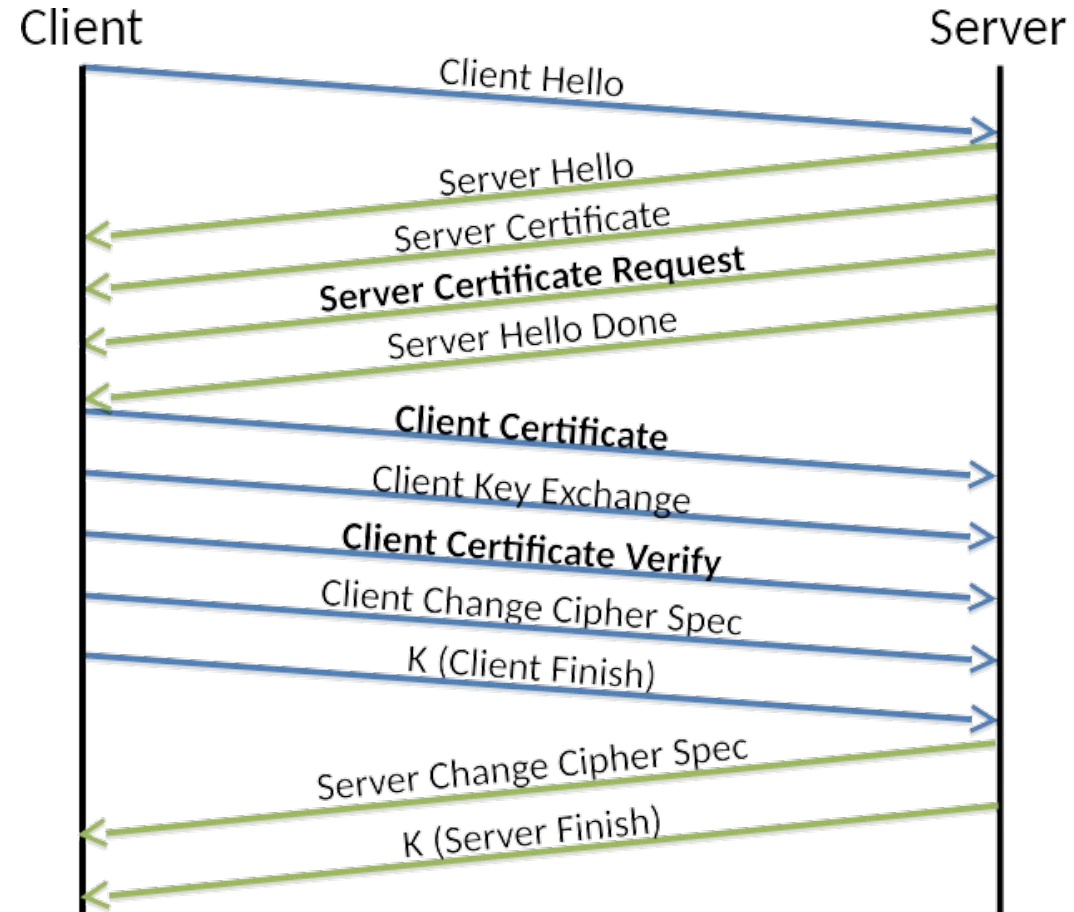 Client
Server
Client Hello
Server Hello
Server Certificate
Server Certificate Request
Server Hello Done
Client Certificate
Client Key Exchange
Client Certificate Verify
Client Change Cipher Spec
K (Client Finish)
Server Change Cipher Spec
K (Server Finish)